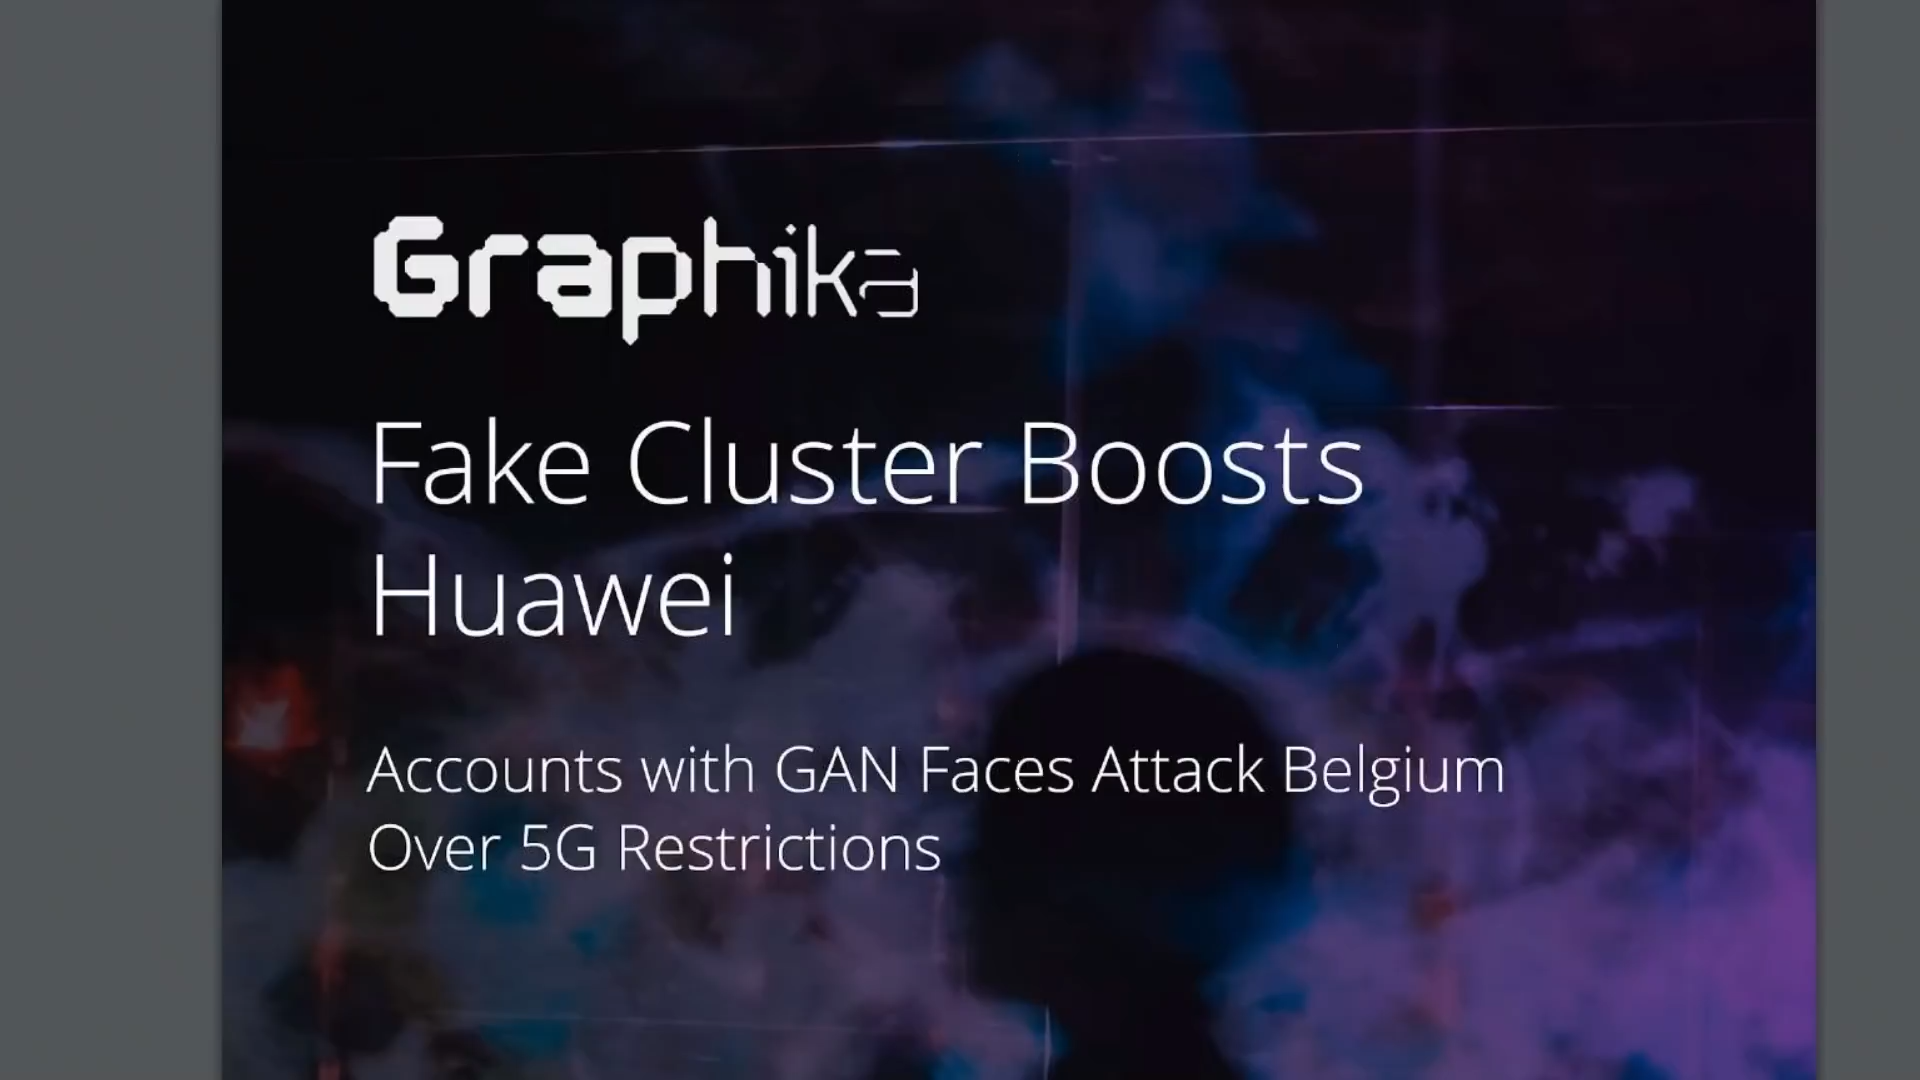 Graphika
Fake Cluster Boosts
Huawei
Accounts with GAN Faces Attack Belgium
Over 5G Restrictions